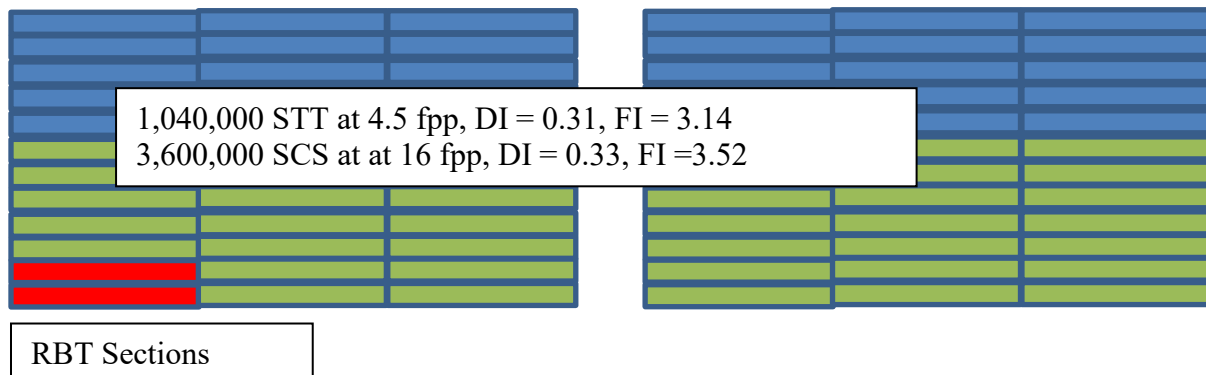 1,040,000 STT at 4.5 fpp, DI = 0.31, FI = 3.14
3,600,000 SCS at at 16 fpp, DI = 0.33, FI =3.52
RBT Sections